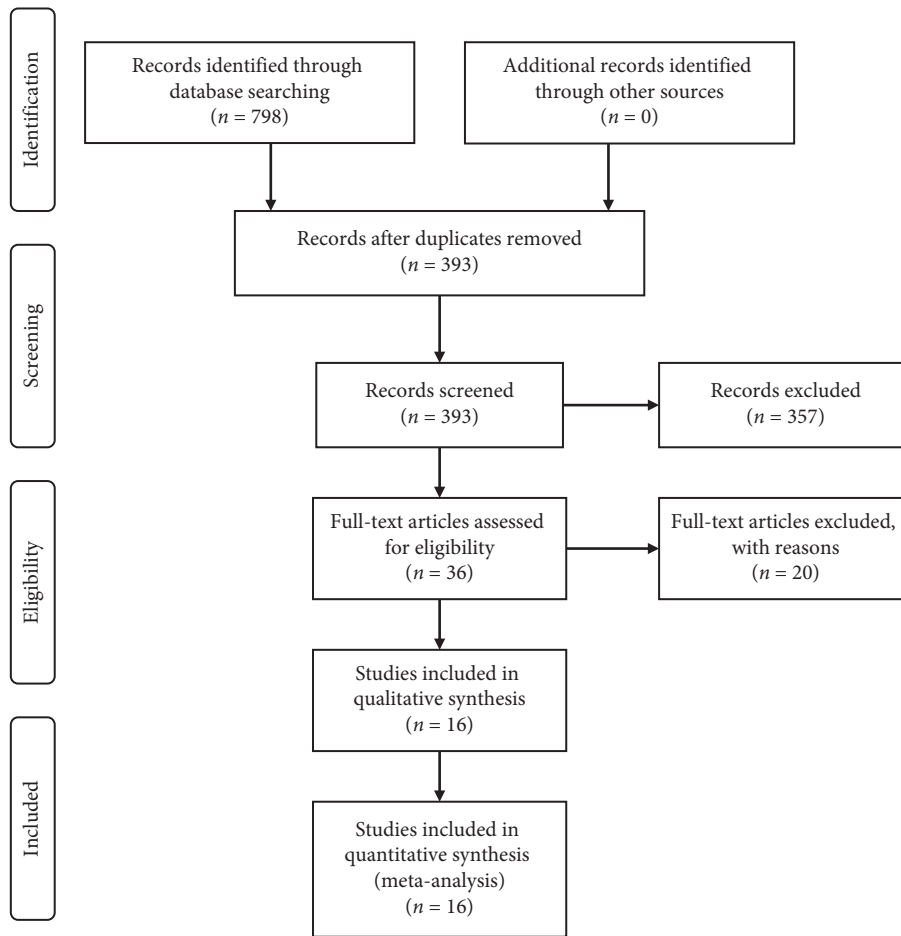 Identification
Records identified through
database searching
(n = 798)
Additional records identified
through other sources
(n = 0)
Records after duplicates removed
(n = 393)
Screening
Records screened
(n = 393)
Records excluded
(n = 357)
Eligibility
Full-text articles assessed
for eligibility
(n = 36)
Full-text articles excluded,
with reasons
(n = 20)
Studies included in
qualitative synthesis
(n = 16)
Included
Studies included in
quantitative synthesis
(meta-analysis)
(n = 16)